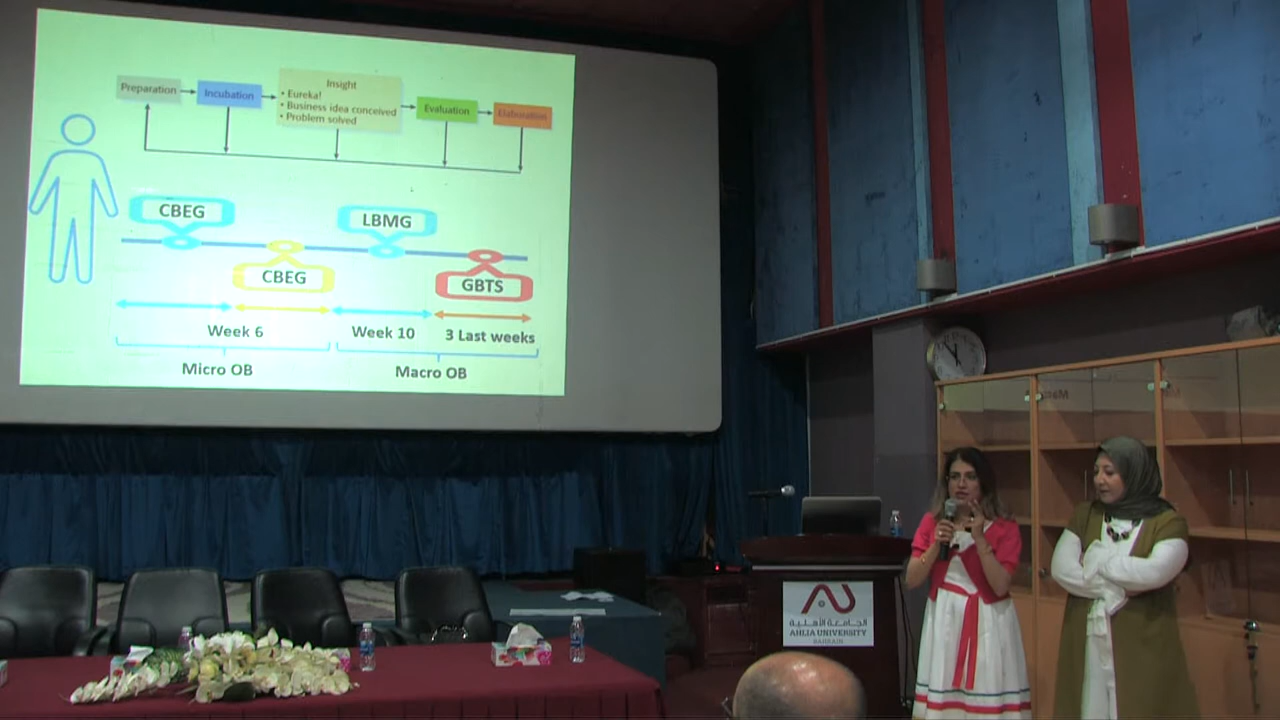 Preparation
Incubation
Insight
• Eureka!
• Business idea conceived
• Problem solved
Evaluation
Elaboration
CBEG
LBMG
CBEG
GBTS
Week 6
Week 10
3 Last weeks
Micro OB
Macro OB
الجامعة الأهلية
AHLIA UNIVERSITY
BAHRAIN